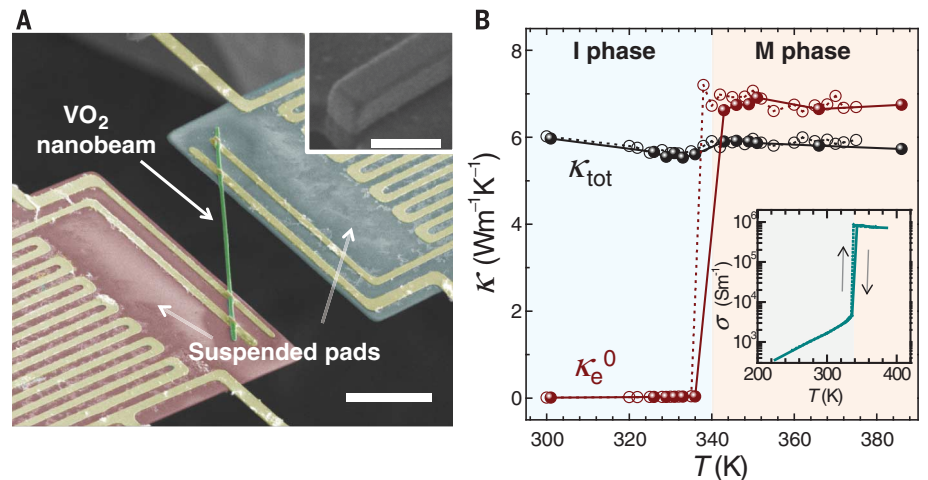 A
VO₂
nanobeam
Suspended pads
B
I phase
M phase
κ (Wm⁻¹K⁻¹)
8
6
4
2
0
κtot
κe⁰
300
320
340
360
380
T (K)
σ (Sm⁻¹)
10⁶
10⁵
10⁴
10³
200
300
400
T (K)